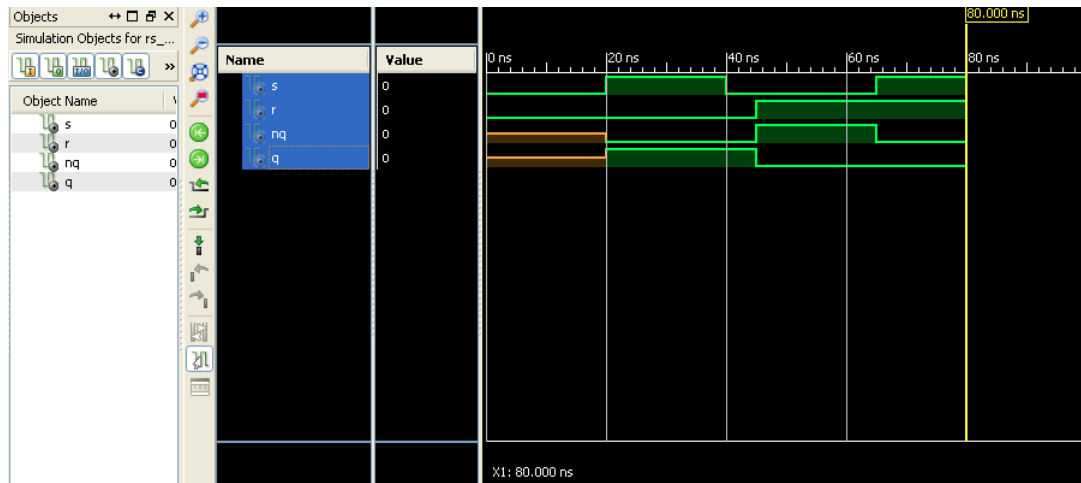 Objects
80.000 ns
Simulation Objects for rs_...
»
Name Value
0 ns 20 ns 40 ns 60 ns 80 ns
Object Name
s 0
r 0
nq 0
q 0
s 0
r 0
nq 0
q 0
X1: 80.000 ns